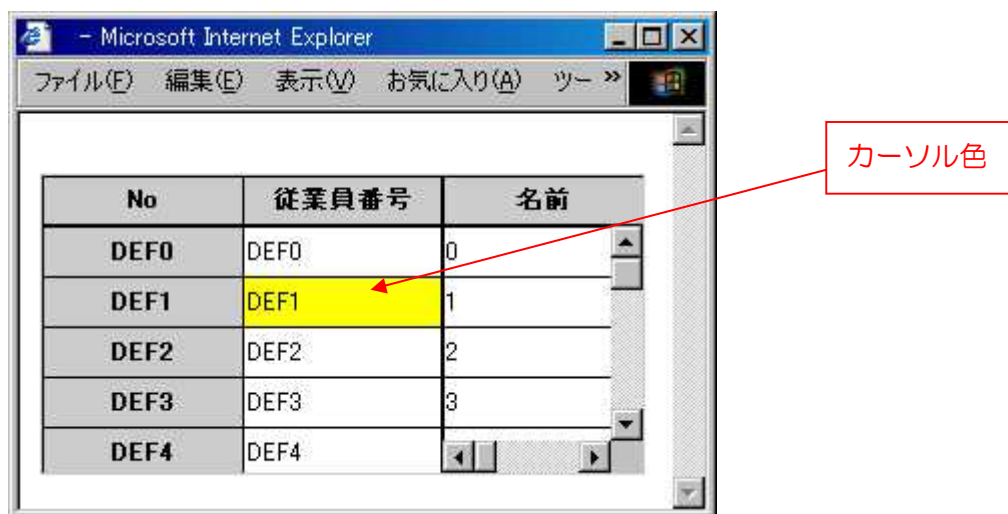 - Microsoft Internet Explorer
ファイル(F) 編集(E) 表示(V) お気に入り(A) ツー »
カーソル色
No 従業員番号 名前
DEF0 DEF0 0
DEF1 DEF1 1
DEF2 DEF2 2
DEF3 DEF3 3
DEF4 DEF4